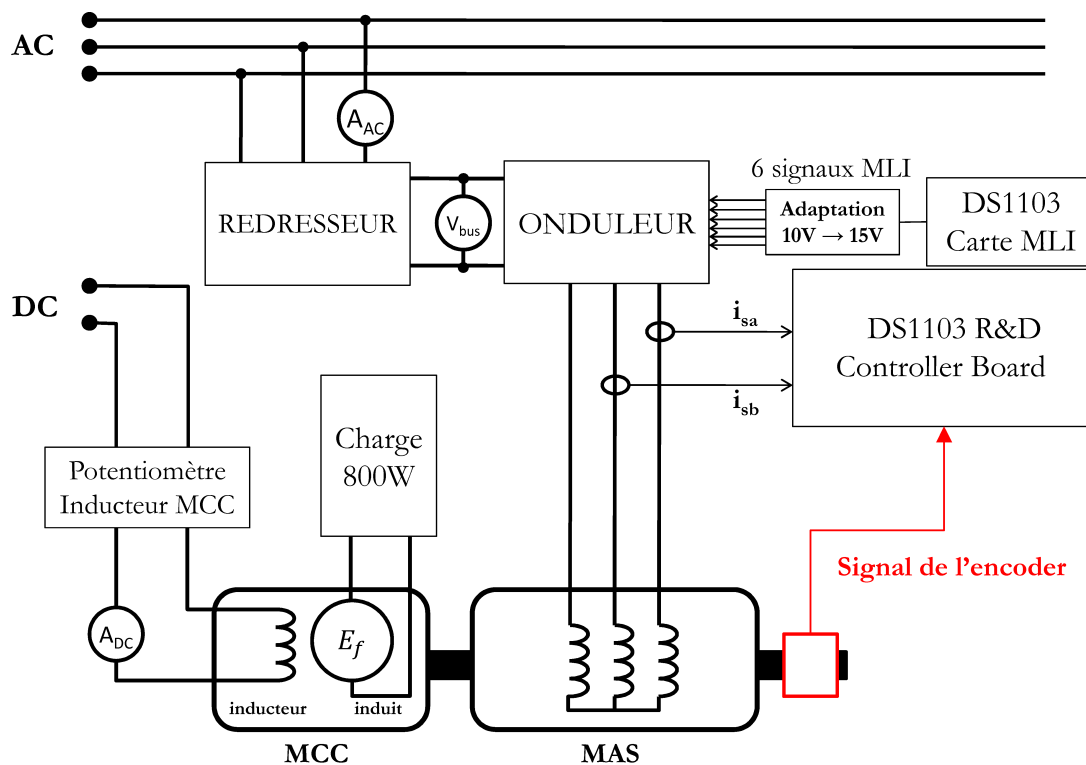 AC
A_AC
6 signaux MLI
REDRESSEUR
V_bus
ONDULEUR
Adaptation
10V → 15V
DS1103
Carte MLI
DC
i_sa
DS1103 R&D
Controller Board
i_sb
Charge
800W
Potentiomètre
Inducteur MCC
Signal de l'encoder
A_DC
E_f
inducteur
induit
MCC
MAS